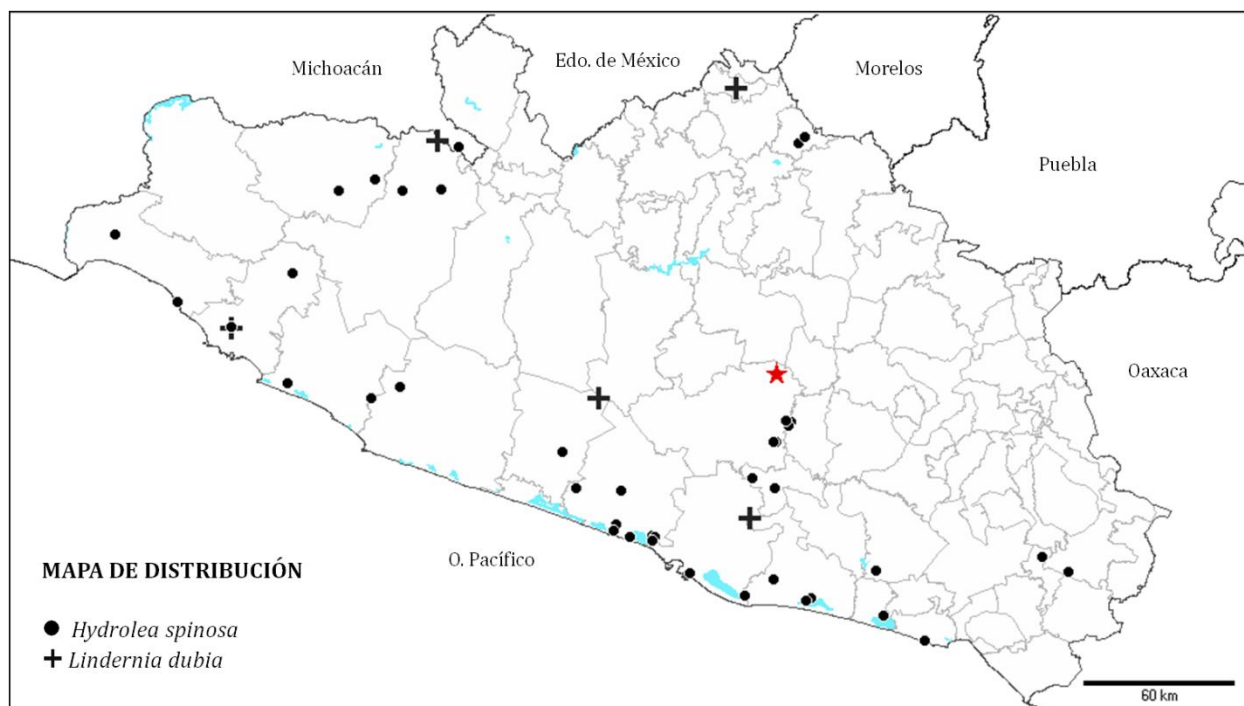 Michoacán
Edo. de México
Morelos
Puebla
Oaxaca
O. Pacífico
MAPA DE DISTRIBUCIÓN
Hydrolea spinosa
Lindernia dubia
60 km